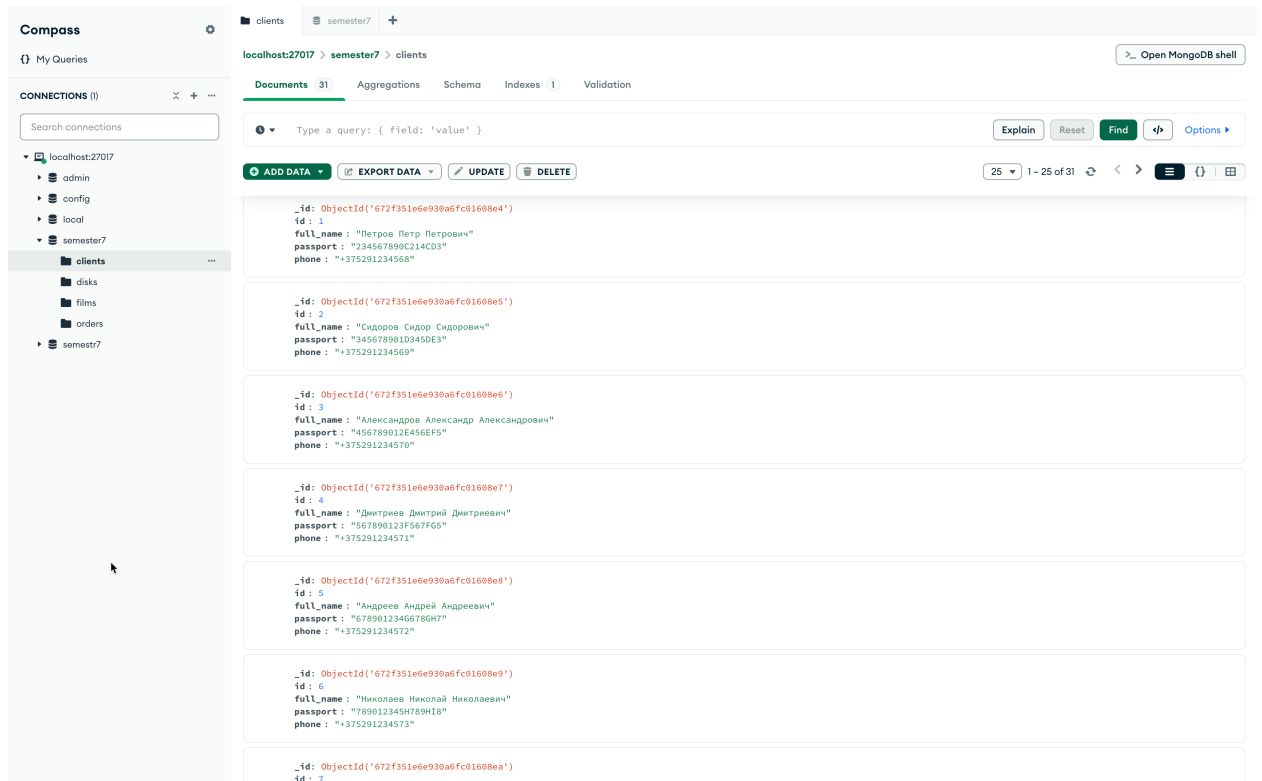 Compass
{} My Queries
CONNECTIONS (1)
Search connections
localhost:27017
admin
config
local
semester7
clients
disks
films
orders
semestr7
clients
semester7
localhost:27017 > semester7 > clients
>_ Open MongoDB shell
Documents 31 Aggregations Schema Indexes 1 Validation
Type a query: { field: 'value' }
Explain Reset Find </> Options
ADD DATA EXPORT DATA UPDATE DELETE
25 1 – 25 of 31 {}
_id: ObjectId('672f351e6e930a6fc01608e4')
id : 1
full_name : "Петров Петр Петрович"
passport : "234567890C214CD3"
phone : "+375291234568"
_id: ObjectId('672f351e6e930a6fc01608e5')
id : 2
full_name : "Сидоров Сидор Сидорович"
passport : "345678901D345DE3"
phone : "+375291234569"
_id: ObjectId('672f351e6e930a6fc01608e6')
id : 3
full_name : "Александров Александр Александрович"
passport : "456789012E456EF5"
phone : "+375291234570"
_id: ObjectId('672f351e6e930a6fc01608e7')
id : 4
full_name : "Дмитриев Дмитрий Дмитриевич"
passport : "567890123F567FG5"
phone : "+375291234571"
_id: ObjectId('672f351e6e930a6fc01608e8')
id : 5
full_name : "Андреев Андрей Андреевич"
passport : "678901234G678GH7"
phone : "+375291234572"
_id: ObjectId('672f351e6e930a6fc01608e9')
id : 6
full_name : "Николаев Николай Николаевич"
passport : "789012345H789HI8"
phone : "+375291234573"
_id: ObjectId('672f351e6e930a6fc01608ea')
id : 7